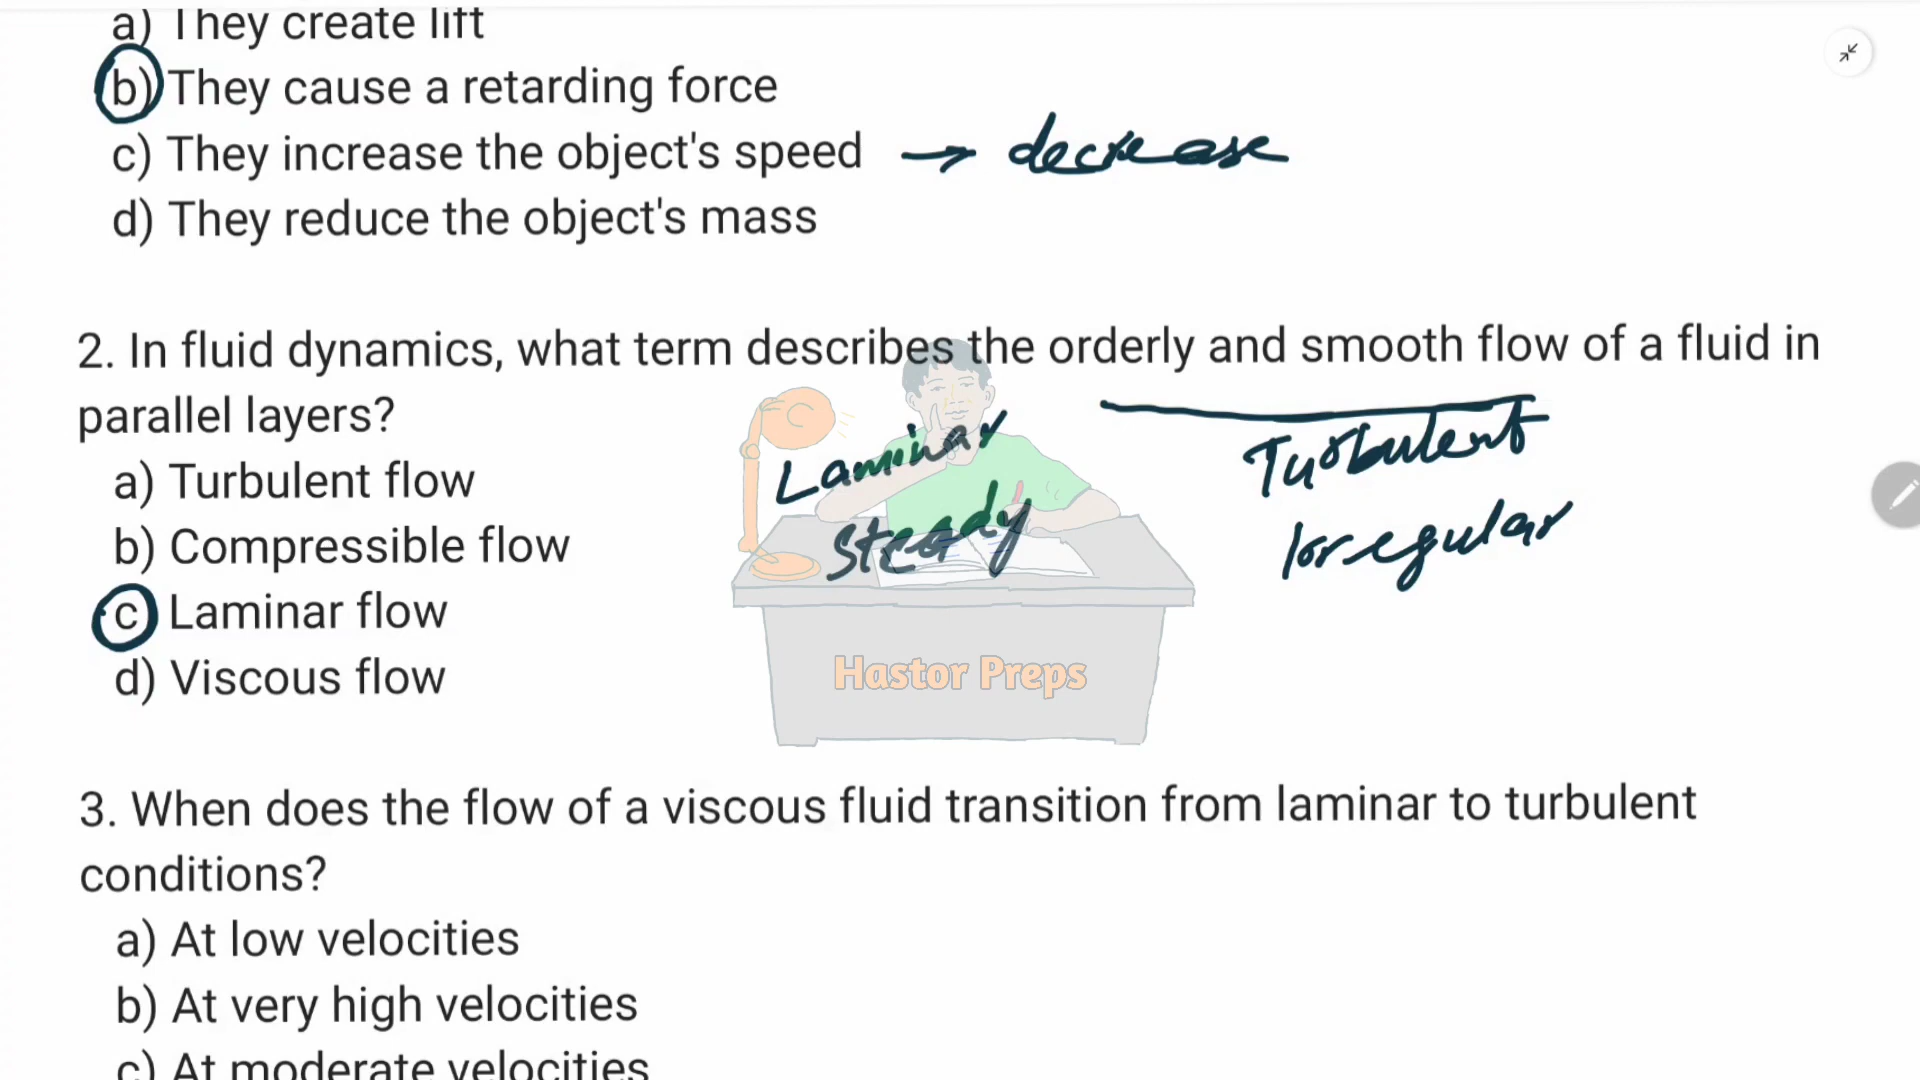 a) They create lift
b) They cause a retarding force
c) They increase the object's speed → decrease
d) They reduce the object's mass
2. In fluid dynamics, what term describes the orderly and smooth flow of a fluid in
parallel layers?
Laminar
Turbulent
a) Turbulent flow
Steady
Irregular
b) Compressible flow
c) Laminar flow
d) Viscous flow
Hastor Preps
3. When does the flow of a viscous fluid transition from laminar to turbulent
conditions?
a) At low velocities
b) At very high velocities
c) At moderate velocities